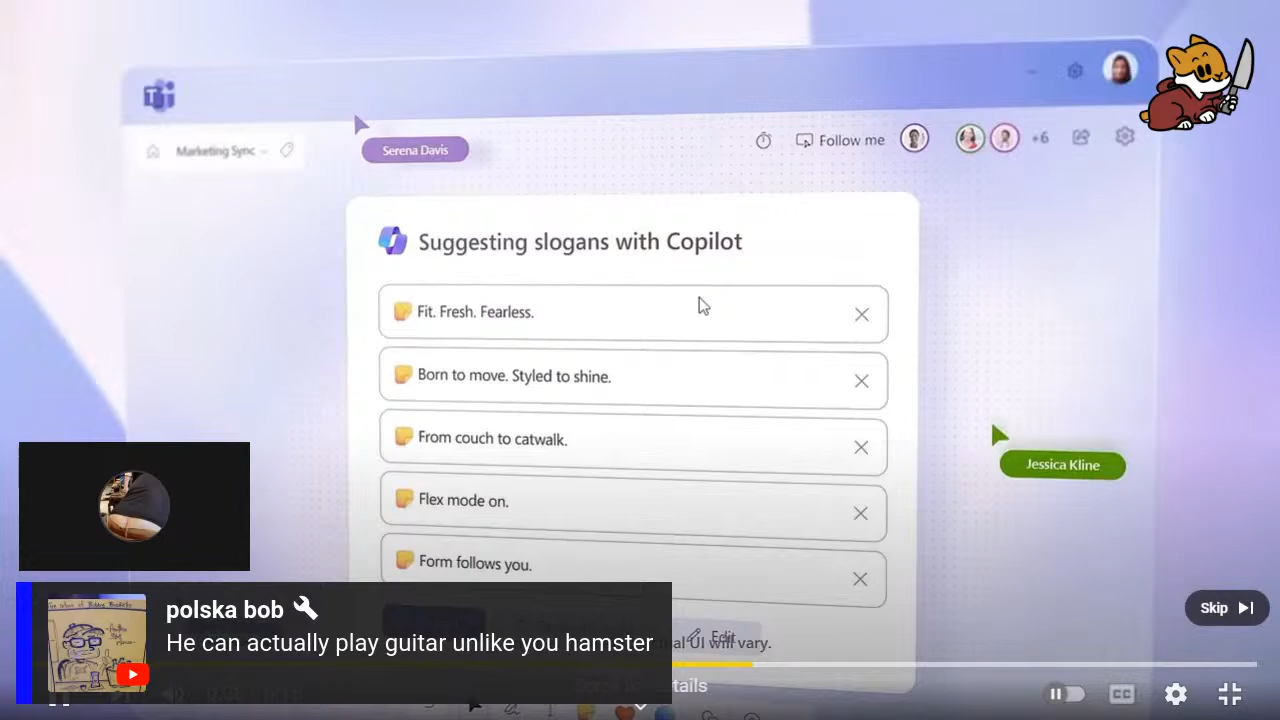 Serena Davis
Marketing Sync
Follow me
+6
Suggesting slogans with Copilot
Fit. Fresh. Fearless.
Born to move. Styled to shine.
From couch to catwalk.
Jessica Kline
Flex mode on.
Form follows you.
Skip
polska bob
He can actually play guitar unlike you hamster
Edit
UI will vary.
CC